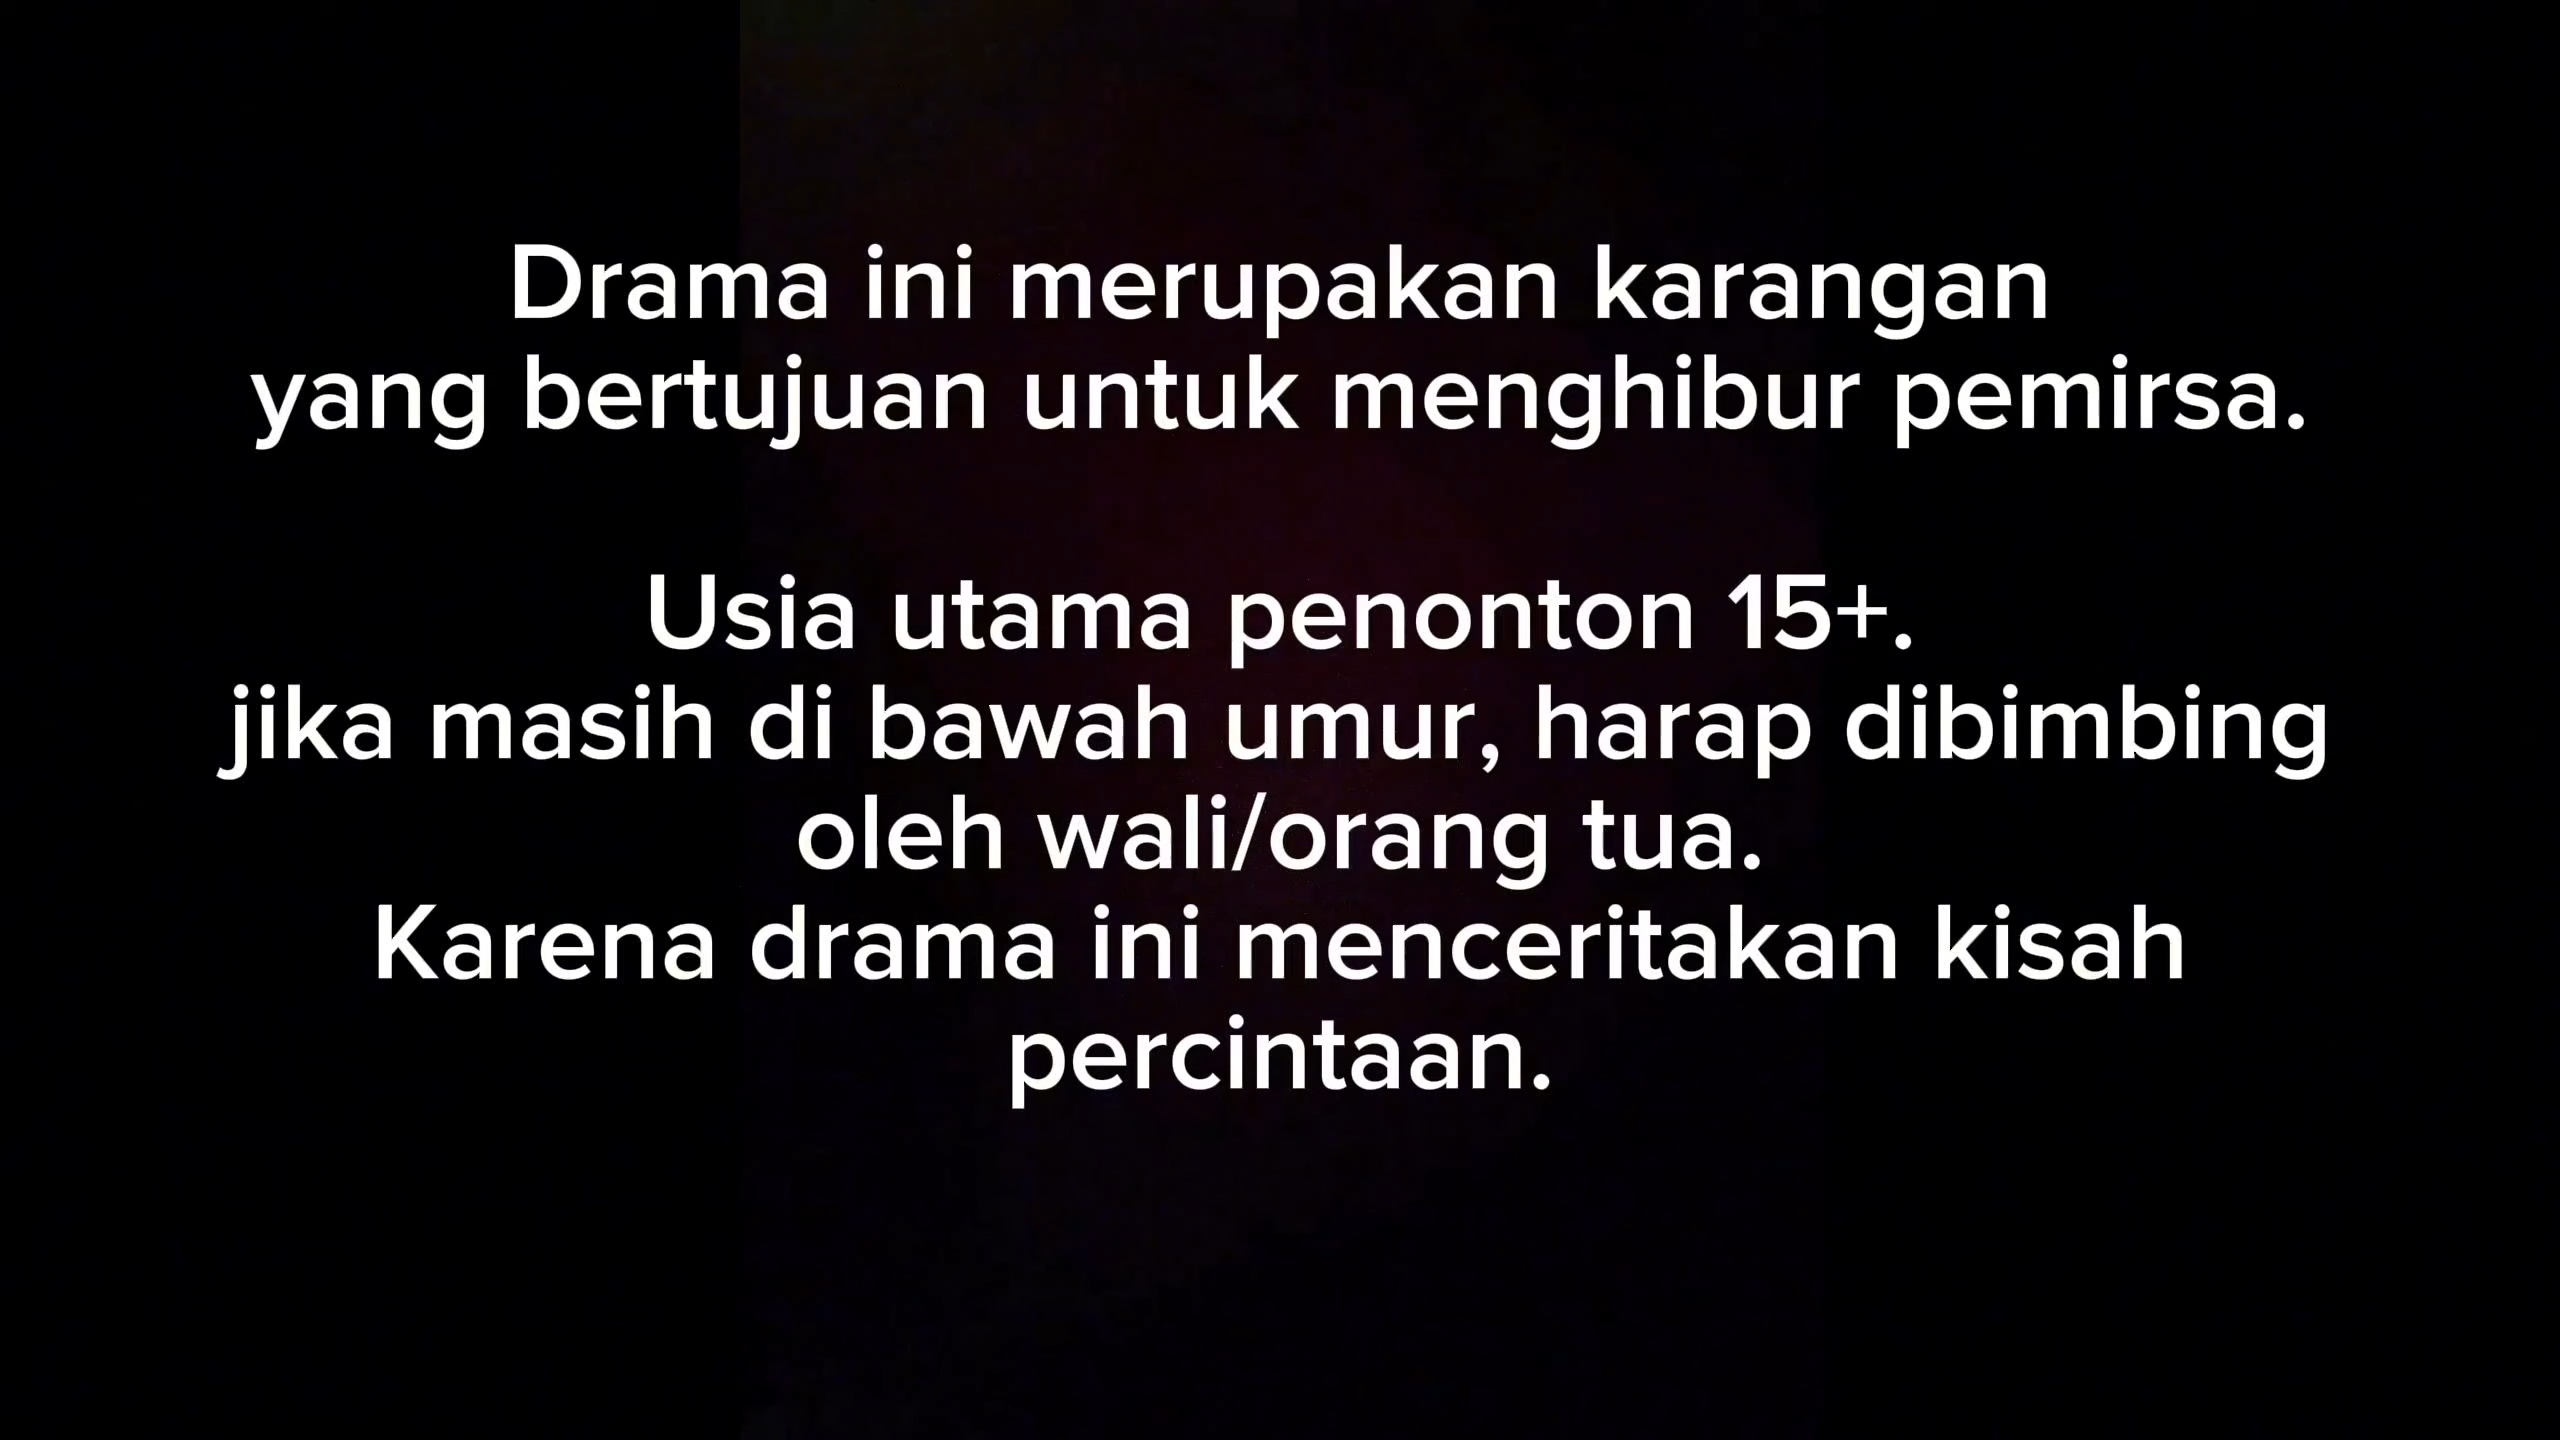 Drama ini merupakan karangan
yang bertujuan untuk menghibur pemirsa.
Usia utama penonton 15+.
jika masih di bawah umur, harap dibimbing
oleh wali/orang tua.
Karena drama ini menceritakan kisah
percintaan.